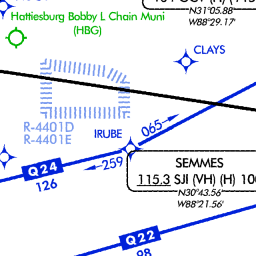 Hattiesburg Bobby L Chain Muni
(HBG)
N31°05.88'
W88°29.17'
CLAYS
R-4401D
R-4401E
IRUBE
065
259
Q24
126
SEMMES
115.3 SJI (VH) (H) 10
N30°43.56'
W88°21.56'
Q22
98